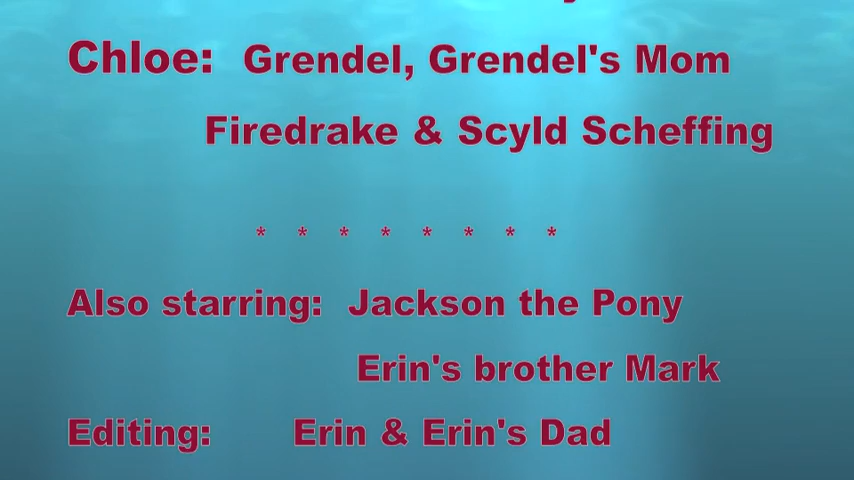 Chloe: Grendel, Grendel's Mom
Firedrake & Scyld Scheffing
* * * * * * * *
Also starring: Jackson the Pony
Erin's brother Mark
Editing: Erin & Erin's Dad